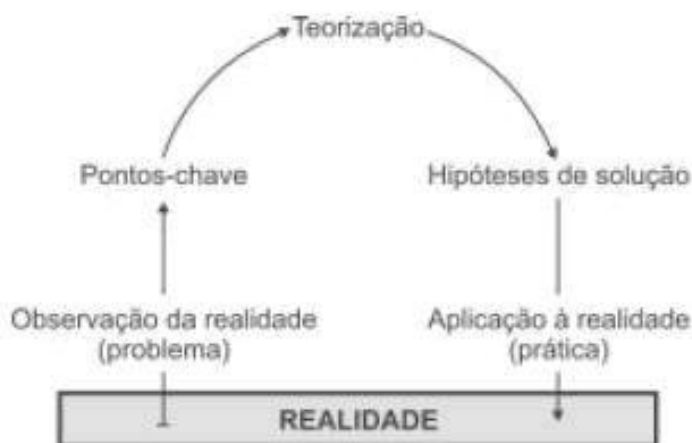 Teorização
Pontos-chave
Hipóteses de solução
Observação da realidade
(problema)
Aplicação à realidade
(prática)
REALIDADE